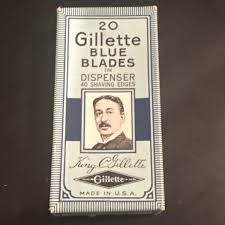 20
Gillette
BLUE
BLADES
IN
DISPENSER
40 SHAVING EDGES
King C Gillette
Gillette
MADE IN U.S.A.